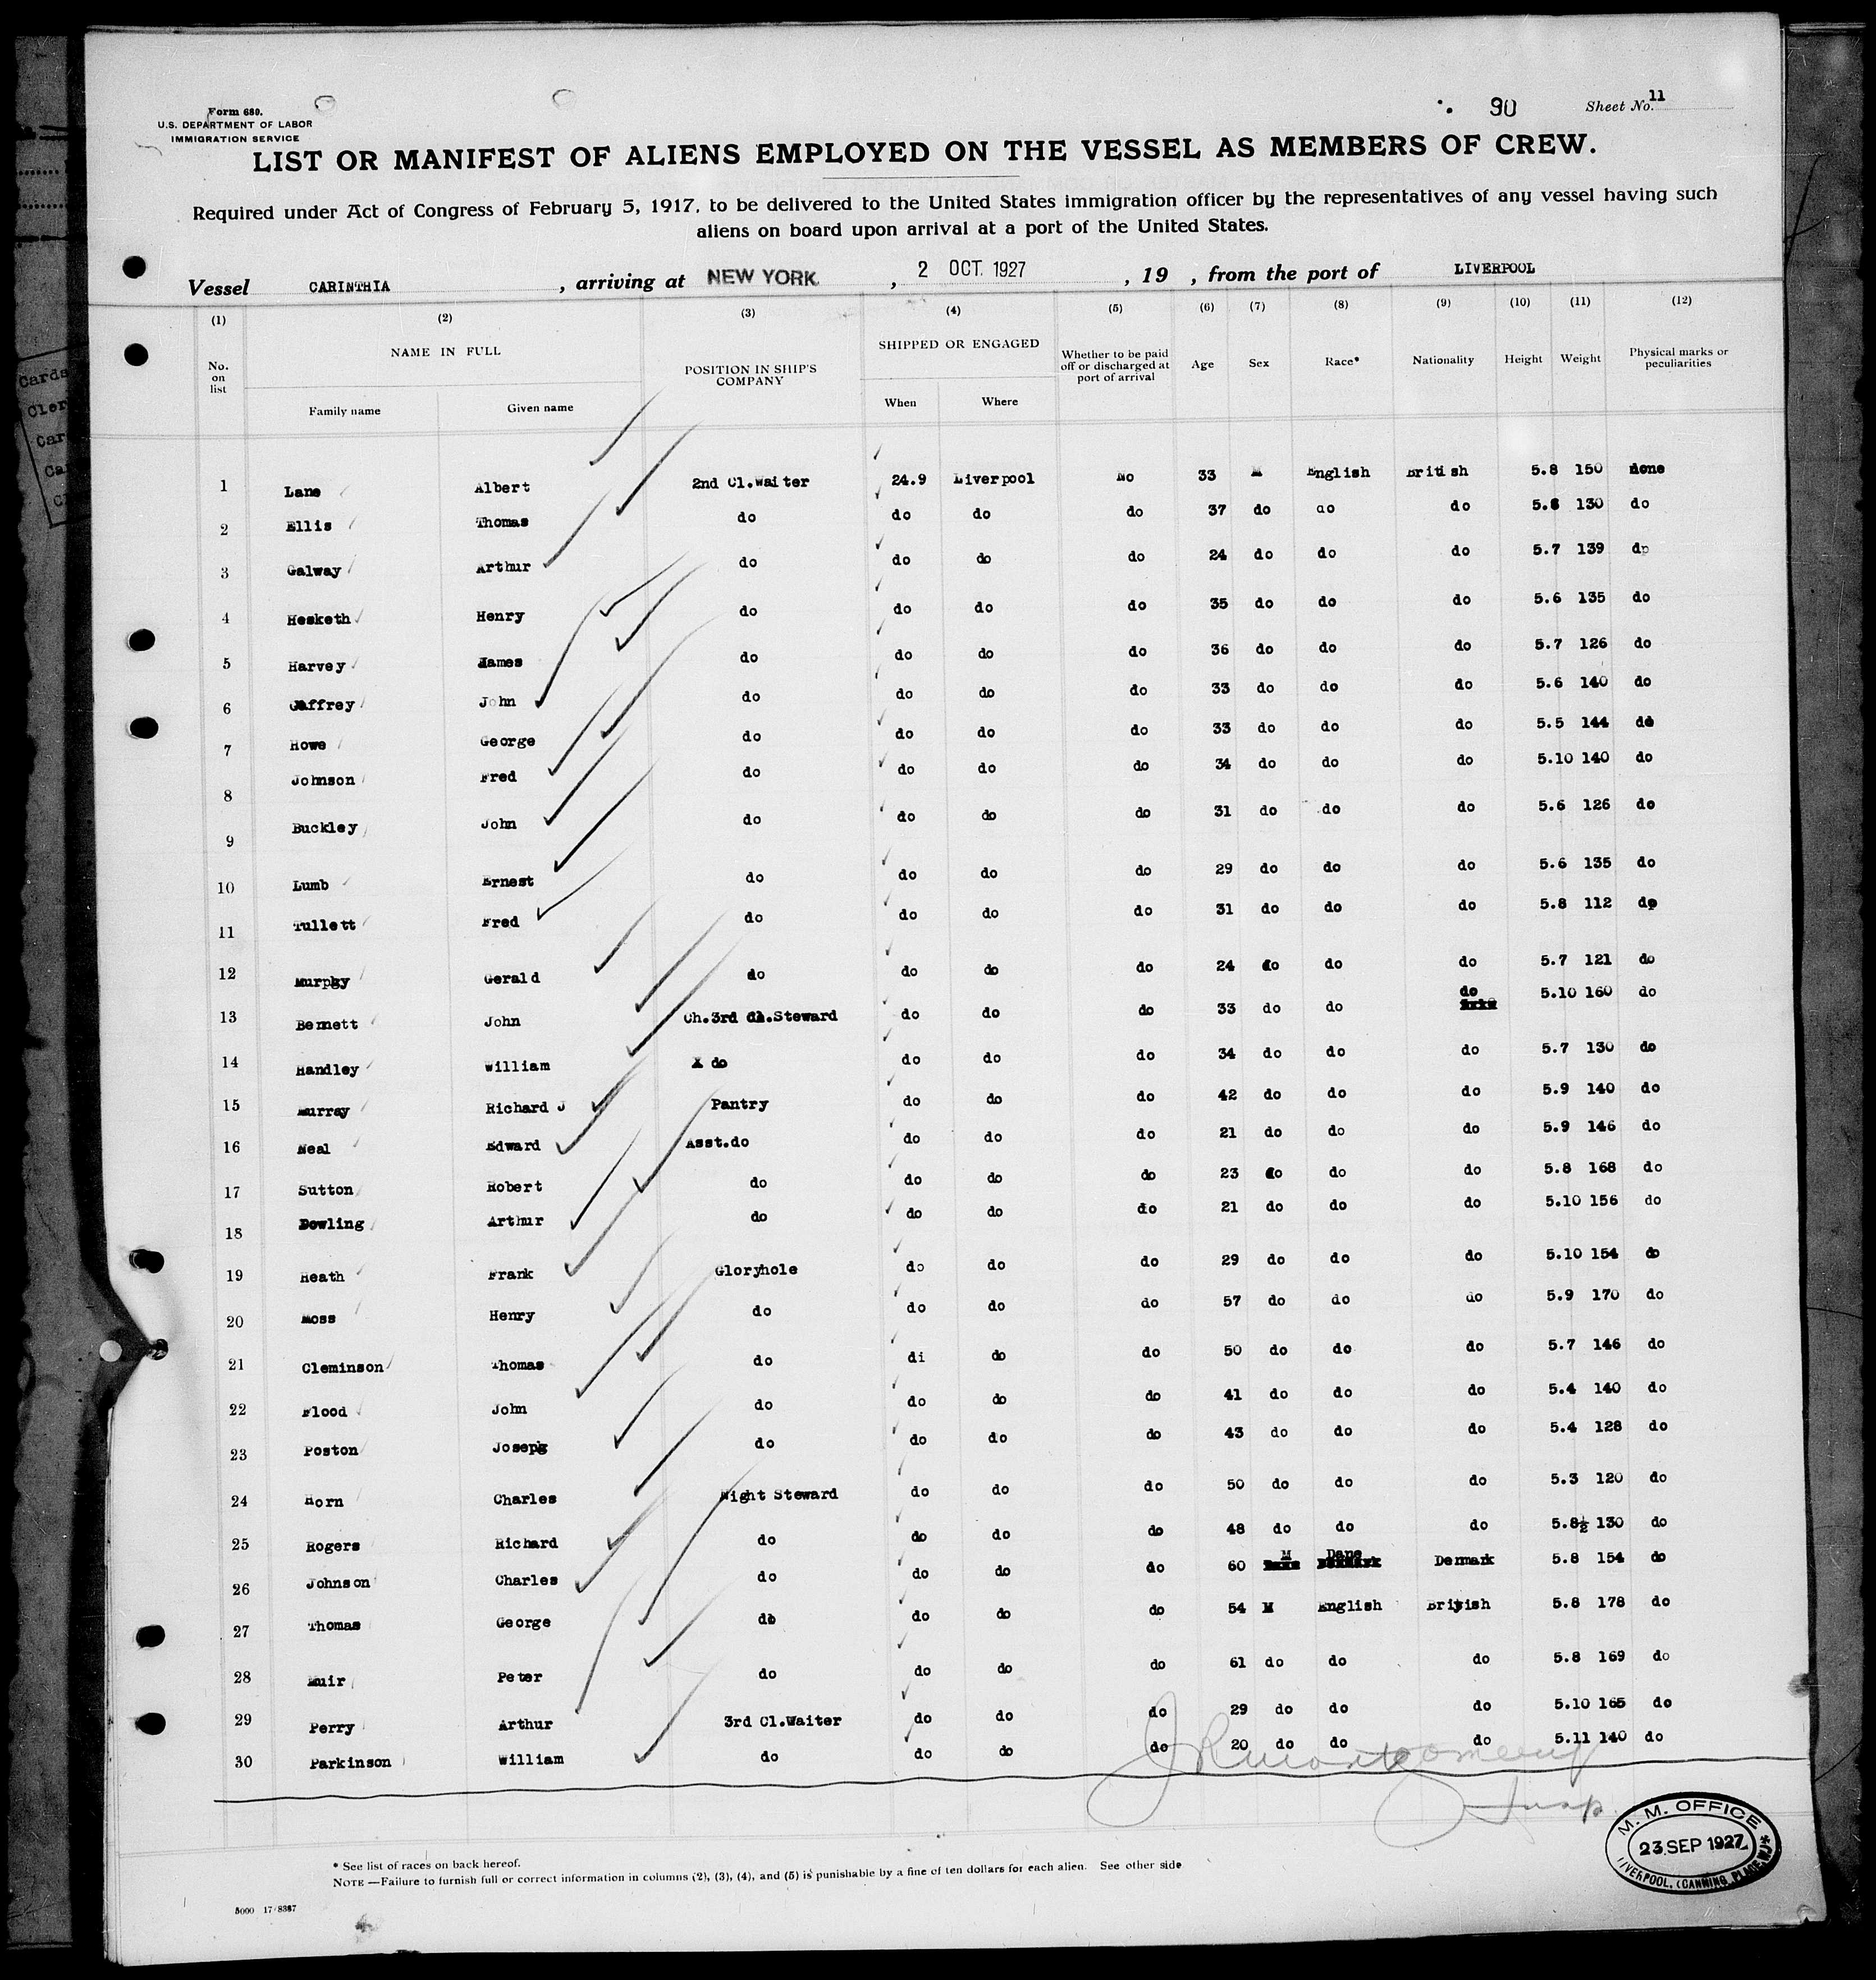 Form 680.
U.S. DEPARTMENT OF LABOR
IMMIGRATION SERVICE
90
Sheet No. 11
LIST OR MANIFEST OF ALIENS EMPLOYED ON THE VESSEL AS MEMBERS OF CREW.
Required under Act of Congress of February 5, 1917, to be delivered to the United States immigration officer by the representatives of any vessel having such
aliens on board upon arrival at a port of the United States.
Vessel CARINTHIA , arriving at NEW YORK , 2 OCT. 1927 , 19 , from the port of LIVERPOOL
(1) (2) (3) (4) (5) (6) (7) (8) (9) (10) (11) (12)
No. on list NAME IN FULL Family name Given name POSITION IN SHIP'S COMPANY SHIPPED OR ENGAGED When Where Whether to be paid off or discharged at port of arrival Age Sex Race* Nationality Height Weight Physical marks or peculiarities
1 Lane Albert 2nd Cl.waiter 24.9 Liverpool No 33 M English British 5.8 150 none
2 Ellis Thomas do do do do 37 do do do 5.8 130 do
3 Galway Arthur do do do do 24 do do do 5.7 139 do
4 Hesketh Henry do do do do 35 do do do 5.6 135 do
5 Harvey James do do do do 36 do do do 5.7 126 do
6 Gaffrey John do do do do 33 do do do 5.6 140 do
7 Howe George do do do do 33 do do do 5.5 144 do
8 Johnson Fred do do do do 34 do do do 5.10 140 do
9 Buckley John do do do do 31 do do do 5.6 126 do
10 Lumb Ernest do do do do 29 do do do 5.6 135 do
11 Tullett Fred do do do do 31 do do do 5.8 112 do
12 Murphy Gerald do do do do 24 do do do 5.7 121 do
13 Bennett John Ch.3rd Cl.Steward do do do 33 do do do 5.10 160 do
14 Handley William X do do do do 34 do do do 5.7 130 do
15 Murray Richard J Pantry do do do 42 do do do 5.9 140 do
16 Neal Edward Asst.do do do do 21 do do do 5.9 146 do
17 Sutton Robert do do do do 23 do do do 5.8 168 do
18 Dowling Arthur do do do do 21 do do do 5.10 156 do
19 Heath Frank Gloryhole do do do 29 do do do 5.10 154 do
20 Moss Henry do do do do 57 do do do 5.9 170 do
21 Cleminson Thomas do di do do 50 do do do 5.7 146 do
22 Flood John do do do do 41 do do do 5.4 140 do
23 Poston Josepg do do do do 43 do do do 5.4 128 do
24 Horn Charles Night Steward do do do 50 do do do 5.3 120 do
25 Rogers Richard do do do do 48 do do do 5.8½ 130 do
26 Johnson Charles do do do do 60 M Dane Denmark 5.8 154 do
27 Thomas George do do do do 54 M English Briyish 5.8 178 do
28 Muir Peter do do do do 61 do do do 5.8 169 do
29 Perry Arthur 3rd Cl.Waiter do do do 29 do do do 5.10 165 do
30 Parkinson William do do do do 20 do do do 5.11 140 do
J R Montgomery
Insp.
M. M. OFFICE
23 SEP 1927
LIVERPOOL, (CANNING PLACE
* See list of races on back hereof.
NOTE —Failure to furnish full or correct information in columns (2), (3), (4), and (5) is punishable by a fine of ten dollars for each alien. See other side
5000 17/8387